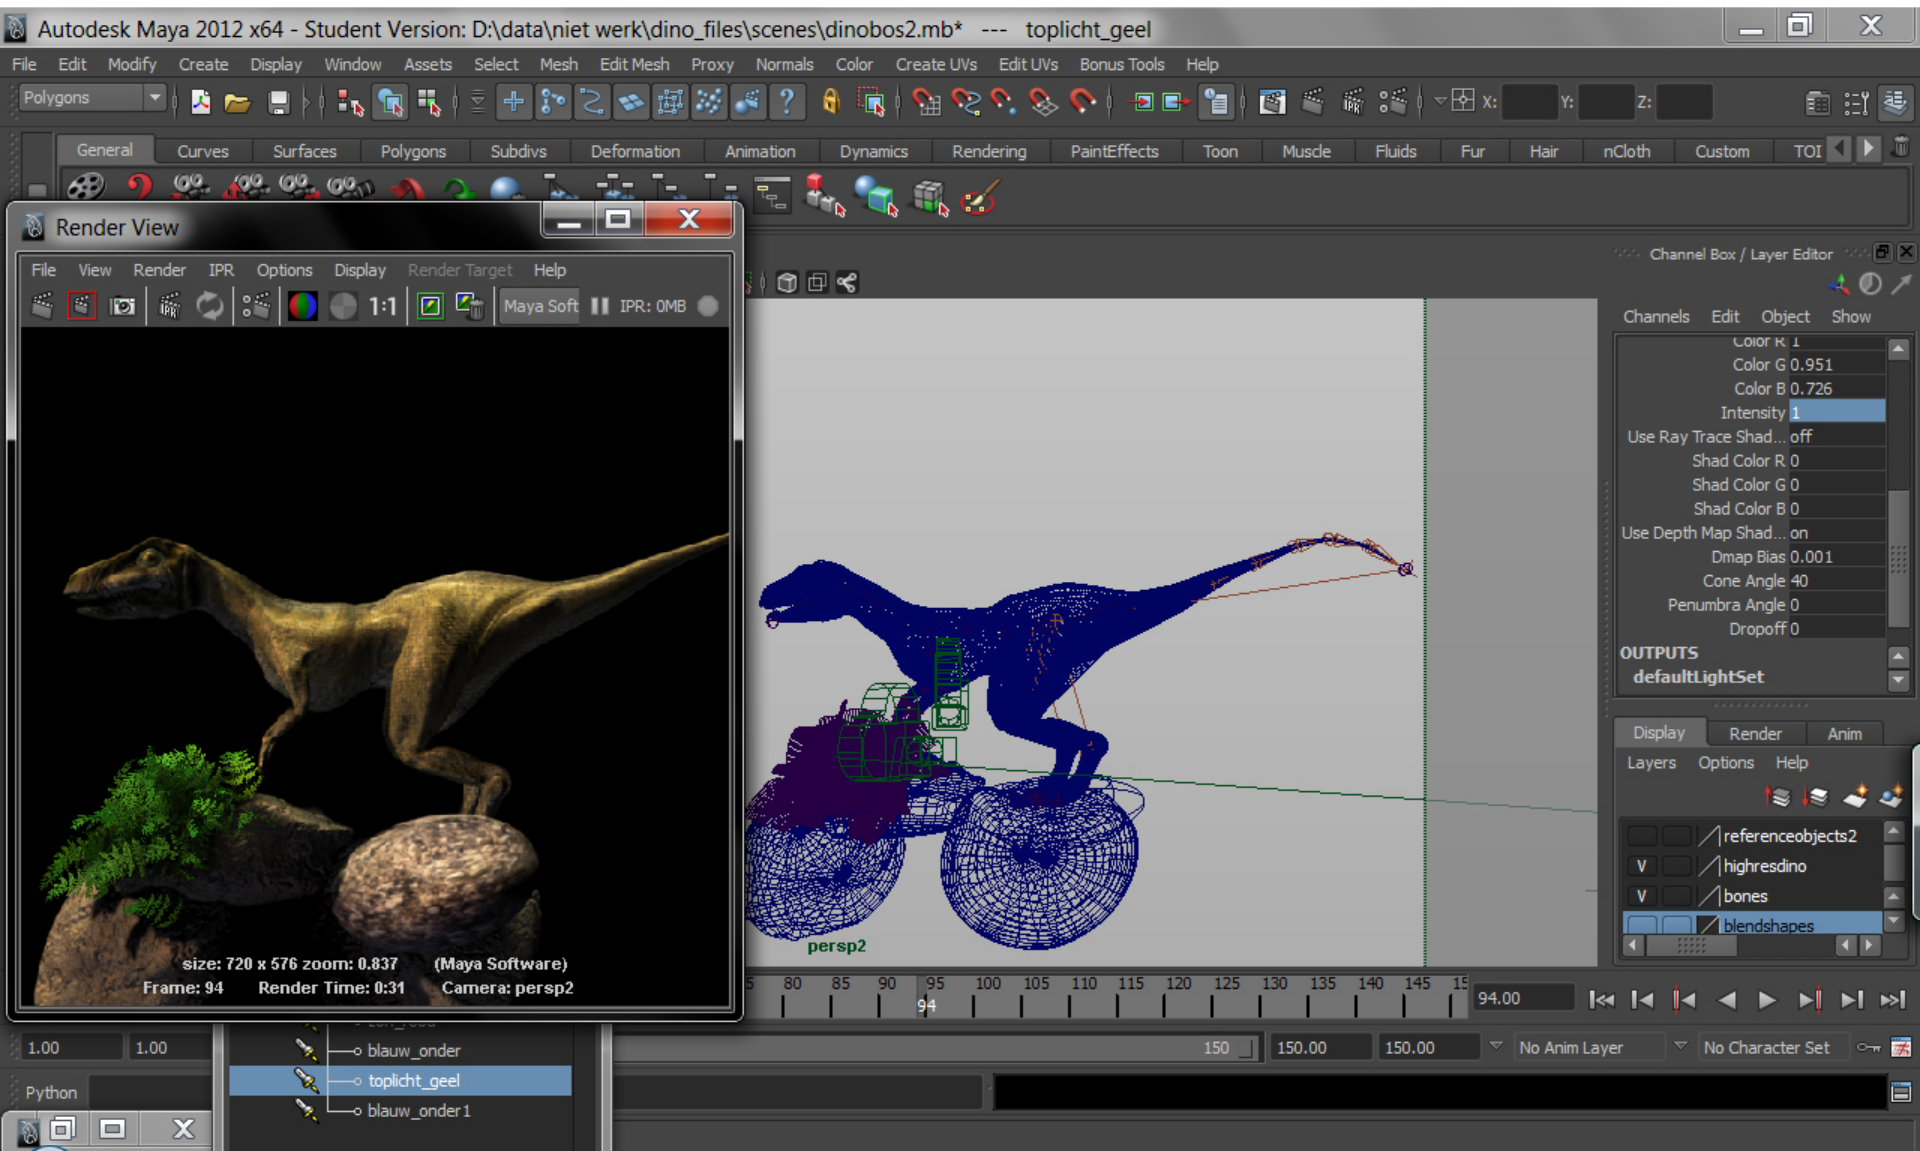 Autodesk Maya 2012 x64 - Student Version: D:\data\niet werk\dino_files\scenes\dinobos2.mb*   ---   toplicht_geel
File Edit Modify Create Display Window Assets Select Mesh Edit Mesh Proxy Normals Color Create UVs Edit UVs Bonus Tools Help
Polygons X: Y: Z:
General Curves Surfaces Polygons Subdivs Deformation Animation Dynamics Rendering PaintEffects Toon Muscle Fluids Fur Hair nCloth Custom TOI
Render View
File View Render IPR Options Display Render Target Help
IPR 1:1 Maya Soft IPR: 0MB
size: 720 x 576 zoom: 0.837 (Maya Software)
Frame: 94 Render Time: 0:31 Camera: persp2
persp2
Channel Box / Layer Editor
Channels Edit Object Show
Color R 1
Color G 0.951
Color B 0.726
Intensity 1
Use Ray Trace Shad... off
Shad Color R 0
Shad Color G 0
Shad Color B 0
Use Depth Map Shad... on
Dmap Bias 0.001
Cone Angle 40
Penumbra Angle 0
Dropoff 0
OUTPUTS
defaultLightSet
Display Render Anim
Layers Options Help
referenceobjects2
V highresdino
V bones
blendshapes
80 85 90 95 100 105 110 115 120 125 130 135 140 145 15
94
94.00
1.00 1.00 150 150.00 150.00 No Anim Layer No Character Set
blauw_onder
toplicht_geel
blauw_onder1
Python